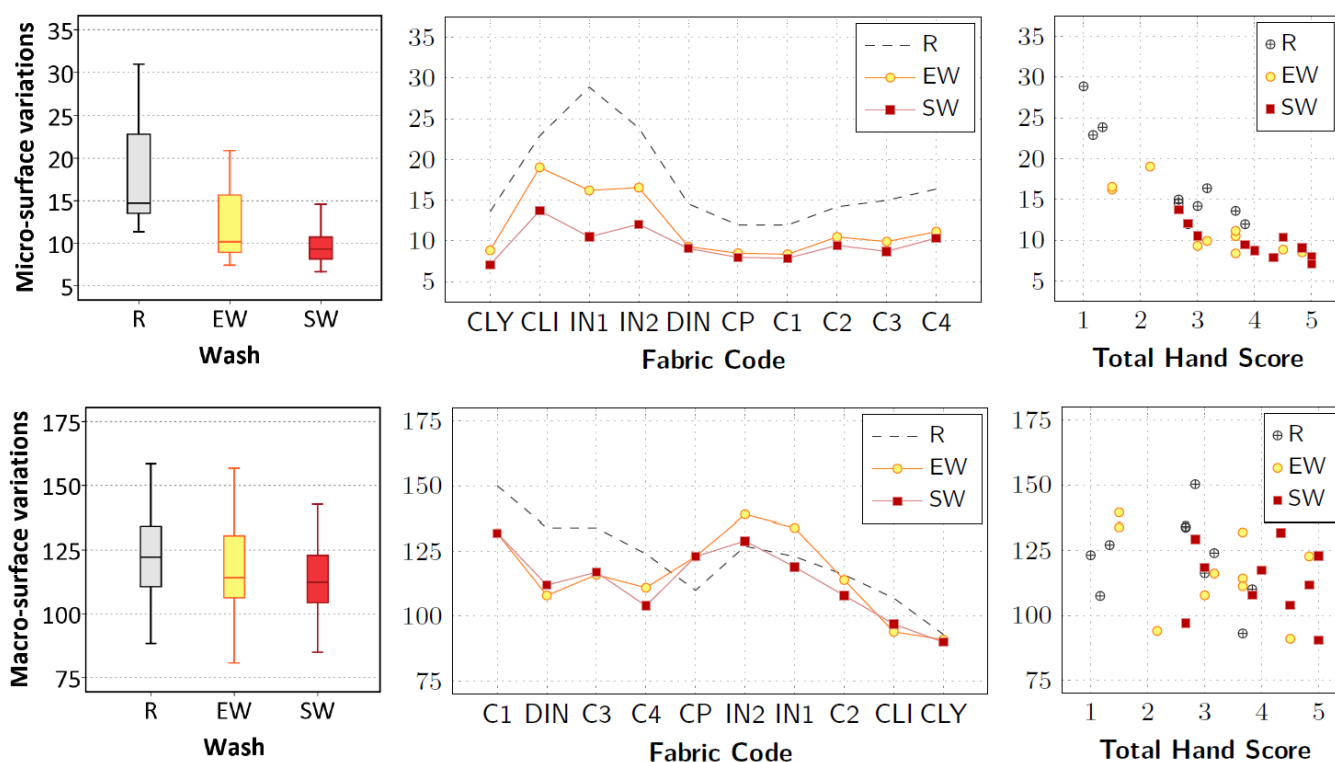 Micro-surface variations
35
30
25
20
15
10
5
R EW SW
Wash
35
30
25
20
15
10
5
R
EW
SW
CLY CLI IN1 IN2 DIN CP C1 C2 C3 C4
Fabric Code
35
30
25
20
15
10
5
R
EW
SW
1 2 3 4 5
Total Hand Score
Macro-surface variations
175
150
125
100
75
R EW SW
Wash
175
150
125
100
75
R
EW
SW
C1 DIN C3 C4 CP IN2 IN1 C2 CLI CLY
Fabric Code
175
150
125
100
75
R
EW
SW
1 2 3 4 5
Total Hand Score